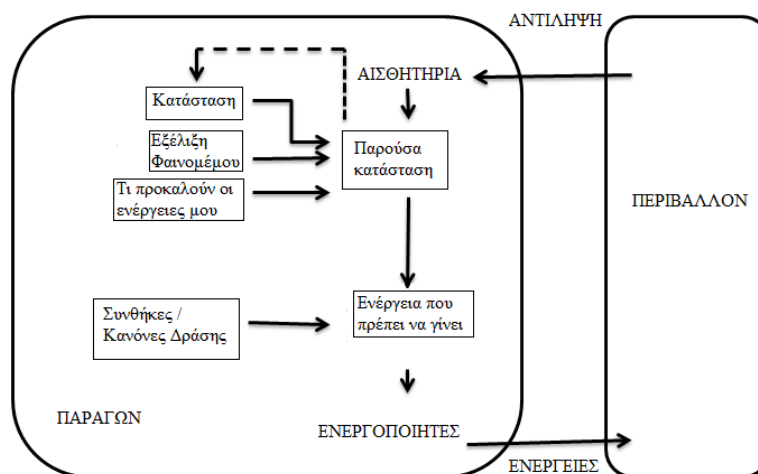 ΑΝΤΙΛΗΨΗ
ΑΙΣΘΗΤΗΡΙΑ
Κατάσταση
Εξέλιξη
Φαινομέμου
Παρούσα
κατάσταση
Τι προκαλούν οι
ενέργειες μου
ΠΕΡΙΒΑΛΛΟΝ
Συνθήκες /
Κανόνες Δράσης
Ενέργεια που
πρέπει να γίνει
ΠΑΡΑΓΩΝ
ΕΝΕΡΓΟΠΟΙΗΤΕΣ
ΕΝΕΡΓΕΙΕΣ